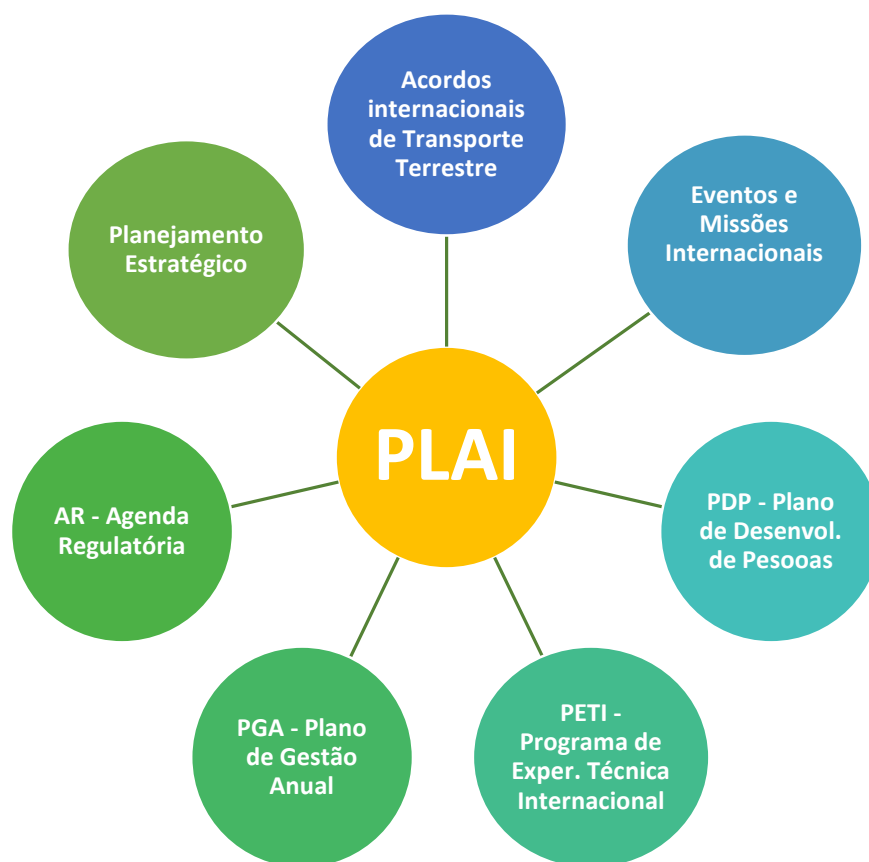 Acordos
internacionais
de Transporte
Terrestre
Eventos e
Missões
Internacionais
Planejamento
Estratégico
PLAI
AR - Agenda
Regulatória
PDP - Plano
de Desenvol.
de Pesooas
PGA - Plano
de Gestão
Anual
PETI -
Programa de
Exper. Técnica
Internacional